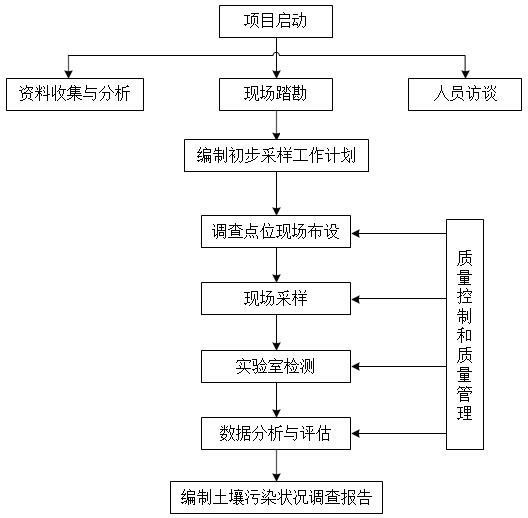 项目启动
资料收集与分析
现场踏勘
人员访谈
编制初步采样工作计划
调查点位现场布设
现场采样
实验室检测
数据分析与评估
编制土壤污染状况调查报告
质量控制和质量管理